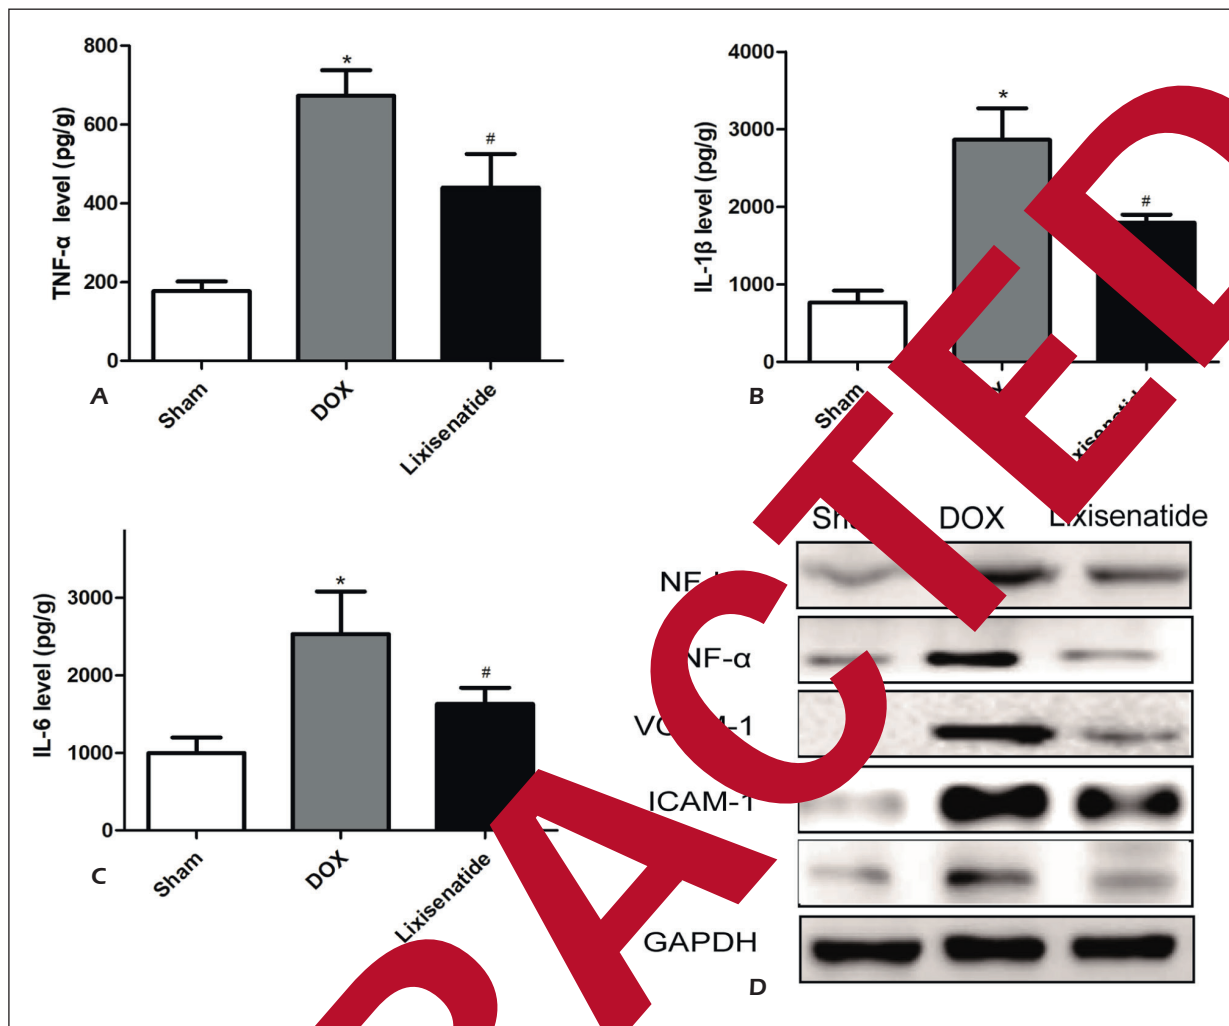 800
600
400
200
0
TNF-α level (pg/g)
*
#
Sham
DOX
Lixisenatide
A
4000
3000
2000
1000
0
IL-1β level (pg/g)
*
#
Sham
B
3000
2000
1000
0
IL-6 level (pg/g)
*
#
Sham
DOX
Lixisenatide
C
DOX
Lixisenatide
ICAM-1
GAPDH
D
RACTED